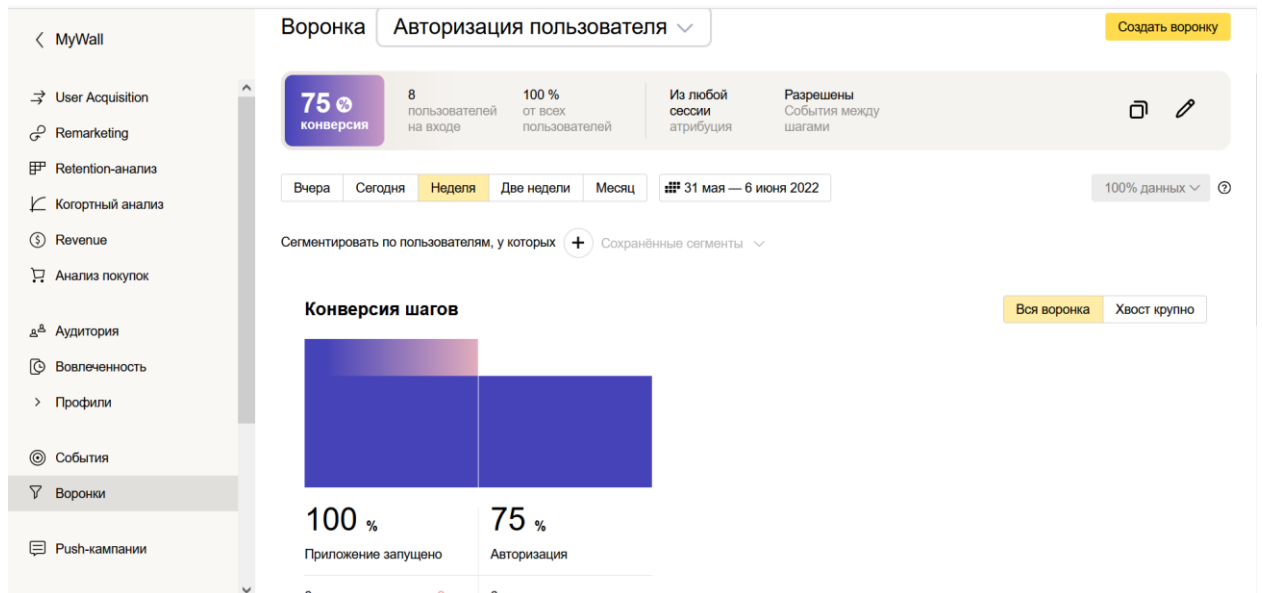 MyWall
User Acquisition
Remarketing
Retention-анализ
Когортный анализ
Revenue
Анализ покупок
Аудитория
Вовлеченность
Профили
События
Воронки
Push-кампании
Воронка
Авторизация пользователя
Создать воронку
75 %
конверсия
8
пользователей
на входе
100 %
от всех
пользователей
Из любой
сессии
атрибуция
Разрешены
События между
шагами
Вчера
Сегодня
Неделя
Две недели
Месяц
31 мая — 6 июня 2022
100% данных
?
Сегментировать по пользователям, у которых
+
Сохранённые сегменты
Конверсия шагов
Вся воронка
Хвост крупно
100 %
Приложение запущено
75 %
Авторизация